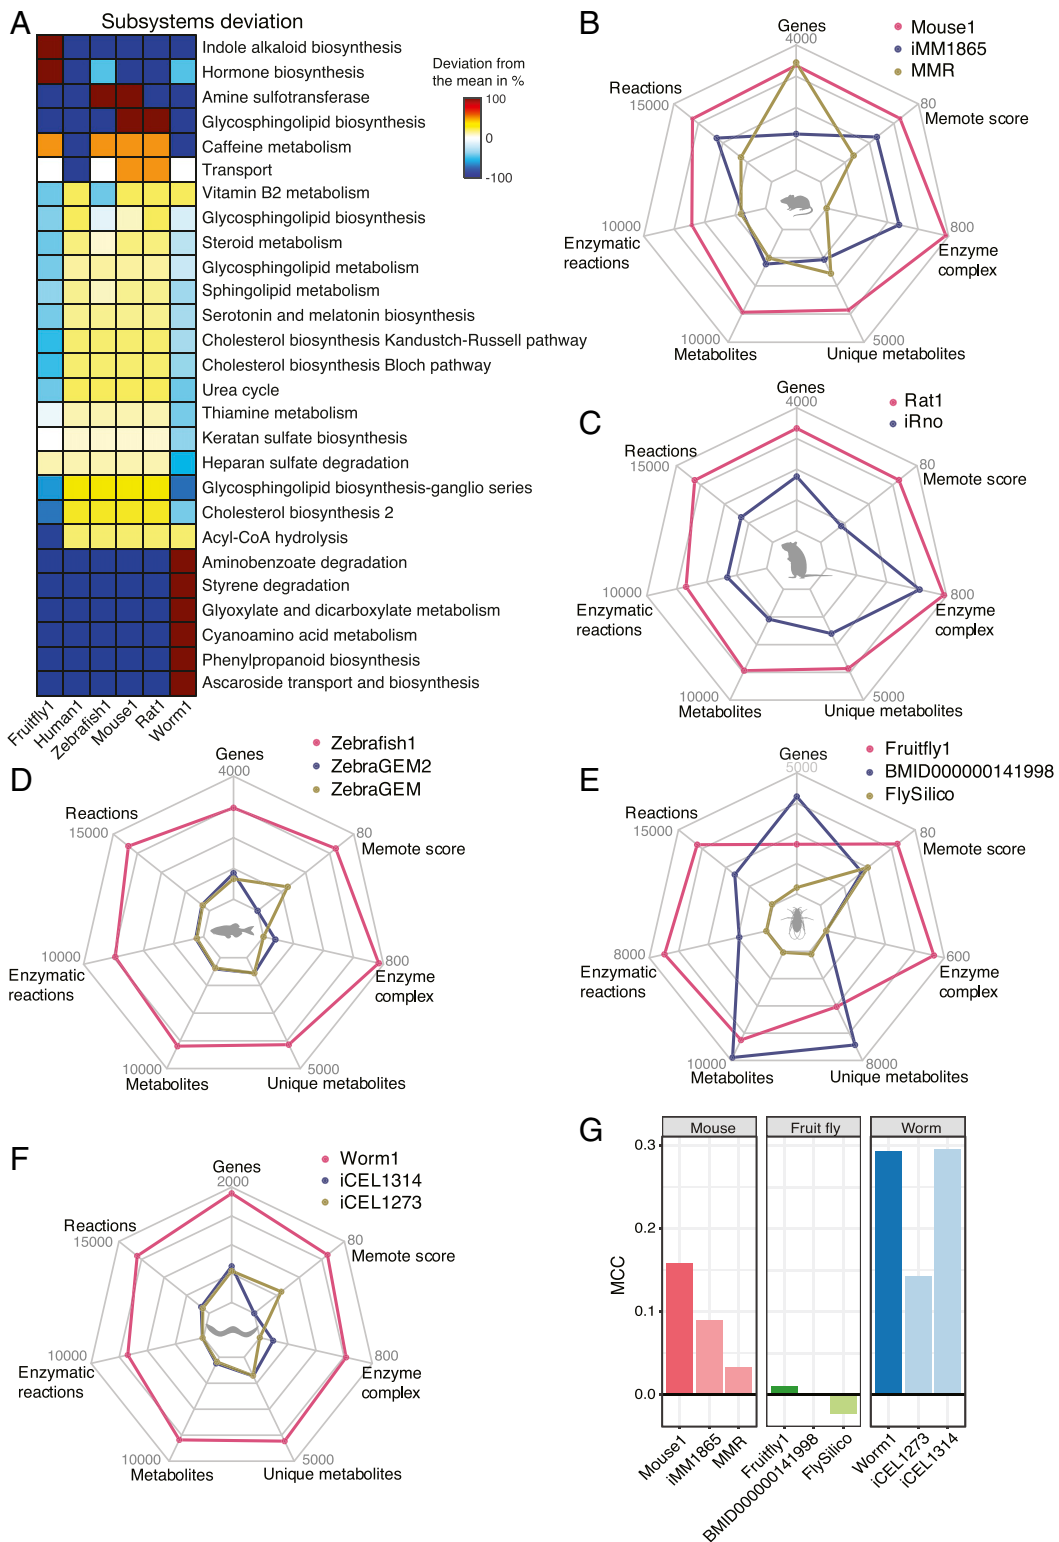 A
Subsystems deviation
Indole alkaloid biosynthesis
Hormone biosynthesis
Amine sulfotransferase
Glycosphingolipid biosynthesis
Caffeine metabolism
Transport
Vitamin B2 metabolism
Glycosphingolipid biosynthesis
Steroid metabolism
Glycosphingolipid metabolism
Sphingolipid metabolism
Serotonin and melatonin biosynthesis
Cholesterol biosynthesis Kandustch-Russell pathway
Cholesterol biosynthesis Bloch pathway
Urea cycle
Thiamine metabolism
Keratan sulfate biosynthesis
Heparan sulfate degradation
Glycosphingolipid biosynthesis-ganglio series
Cholesterol biosynthesis 2
Acyl-CoA hydrolysis
Aminobenzoate degradation
Styrene degradation
Glyoxylate and dicarboxylate metabolism
Cyanoamino acid metabolism
Phenylpropanoid biosynthesis
Ascaroside transport and biosynthesis
Fruitfly1
Human1
Zebrafish1
Mouse1
Rat1
Worm1
Deviation from
the mean in %
100
0
-100
B
Genes
4000
Mouse1
iMM1865
MMR
Reactions
15000
80
Memote score
10000
Enzymatic
reactions
800
Enzyme
complex
10000
Metabolites
5000
Unique metabolites
C
Genes
4000
Rat1
iRno
Reactions
15000
80
Memote score
10000
Enzymatic
reactions
800
Enzyme
complex
10000
Metabolites
5000
Unique metabolites
D
Genes
4000
Zebrafish1
ZebraGEM2
ZebraGEM
Reactions
15000
80
Memote score
10000
Enzymatic
reactions
800
Enzyme
complex
10000
Metabolites
5000
Unique metabolites
E
Genes
5000
Fruitfly1
BMID000000141998
FlySilico
Reactions
15000
80
Memote score
8000
Enzymatic
reactions
600
Enzyme
complex
10000
Metabolites
8000
Unique metabolites
F
Genes
2000
Worm1
iCEL1314
iCEL1273
Reactions
15000
80
Memote score
10000
Enzymatic
reactions
800
Enzyme
complex
10000
Metabolites
5000
Unique metabolites
G
Mouse
Fruit fly
Worm
MCC
0.3
0.2
0.1
0.0
Mouse1
iMM1865
MMR
Fruitfly1
BMID000000141998
FlySilico
Worm1
iCEL1273
iCEL1314